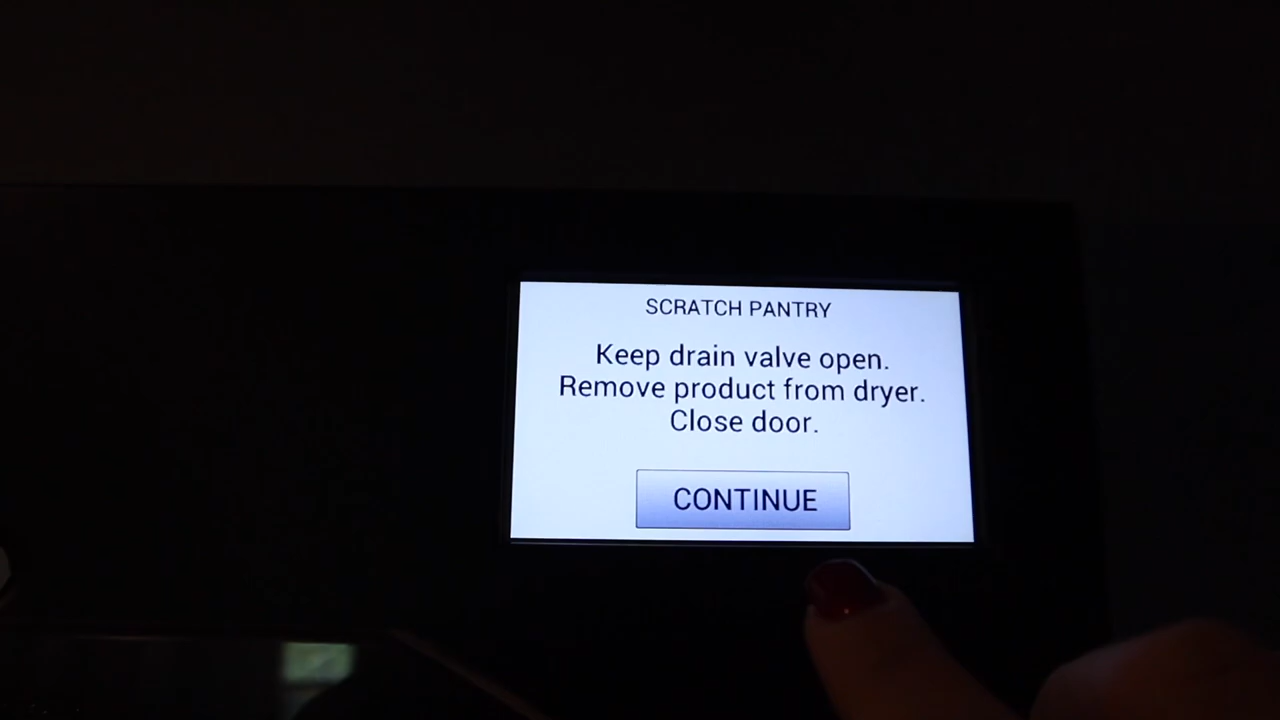 SCRATCH PANTRY
Keep drain valve open.
Remove product from dryer.
Close door.
CONTINUE